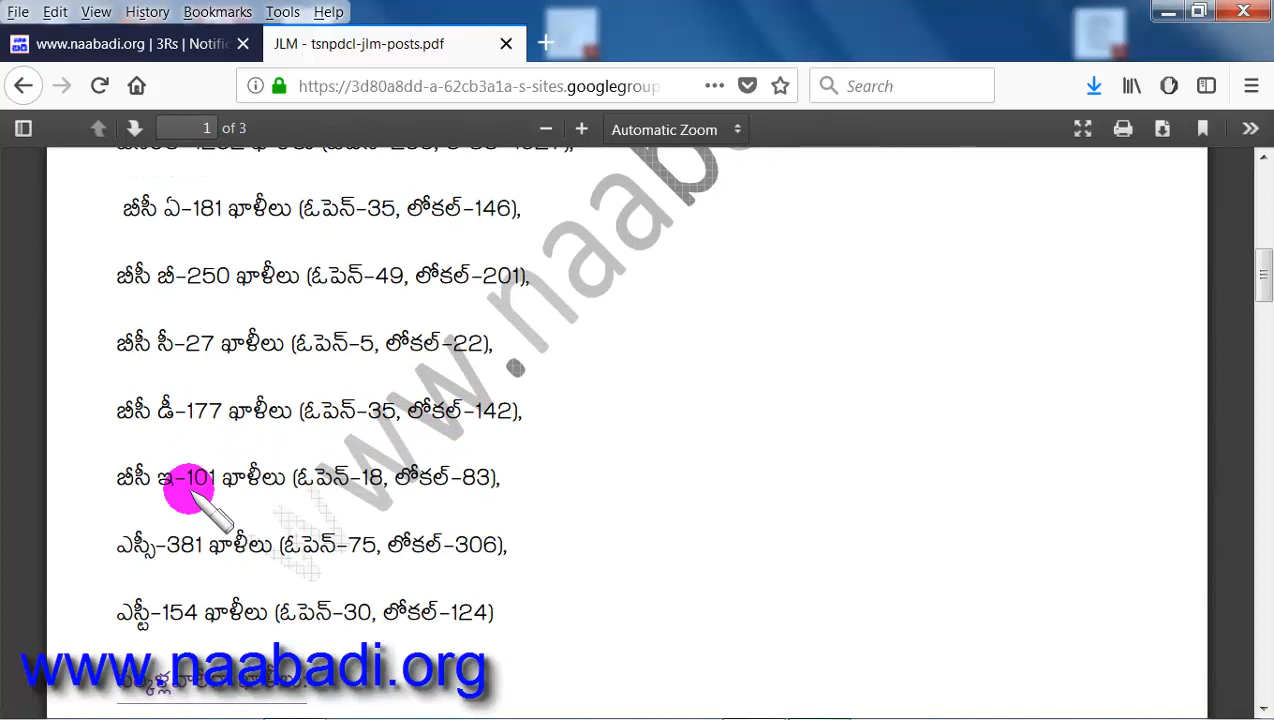 File Edit View History Bookmarks Tools Help
www.naabadi.org | 3Rs | Notific
JLM - tsnpdcl-jlm-posts.pdf
https://3d80a8dd-a-62cb3a1a-s-sites.googlegroup
Search
1 of 3
Automatic Zoom
బీసీ ఏ-181 ఖాళీలు (ఓపెన్-35, లోకల్-146),
బీసీ బీ-250 ఖాళీలు (ఓపెన్-49, లోకల్-201),
బీసీ సీ-27 ఖాళీలు (ఓపెన్-5, లోకల్-22),
బీసీ డీ-177 ఖాళీలు (ఓపెన్-35, లోకల్-142),
బీసీ ఇ-101 ఖాళీలు (ఓపెన్-18, లోకల్-83),
ఎస్సీ-381 ఖాళీలు (ఓపెన్-75, లోకల్-306),
ఎస్టీ-154 ఖాళీలు (ఓపెన్-30, లోకల్-124)
www.naabadi.org
www.naab